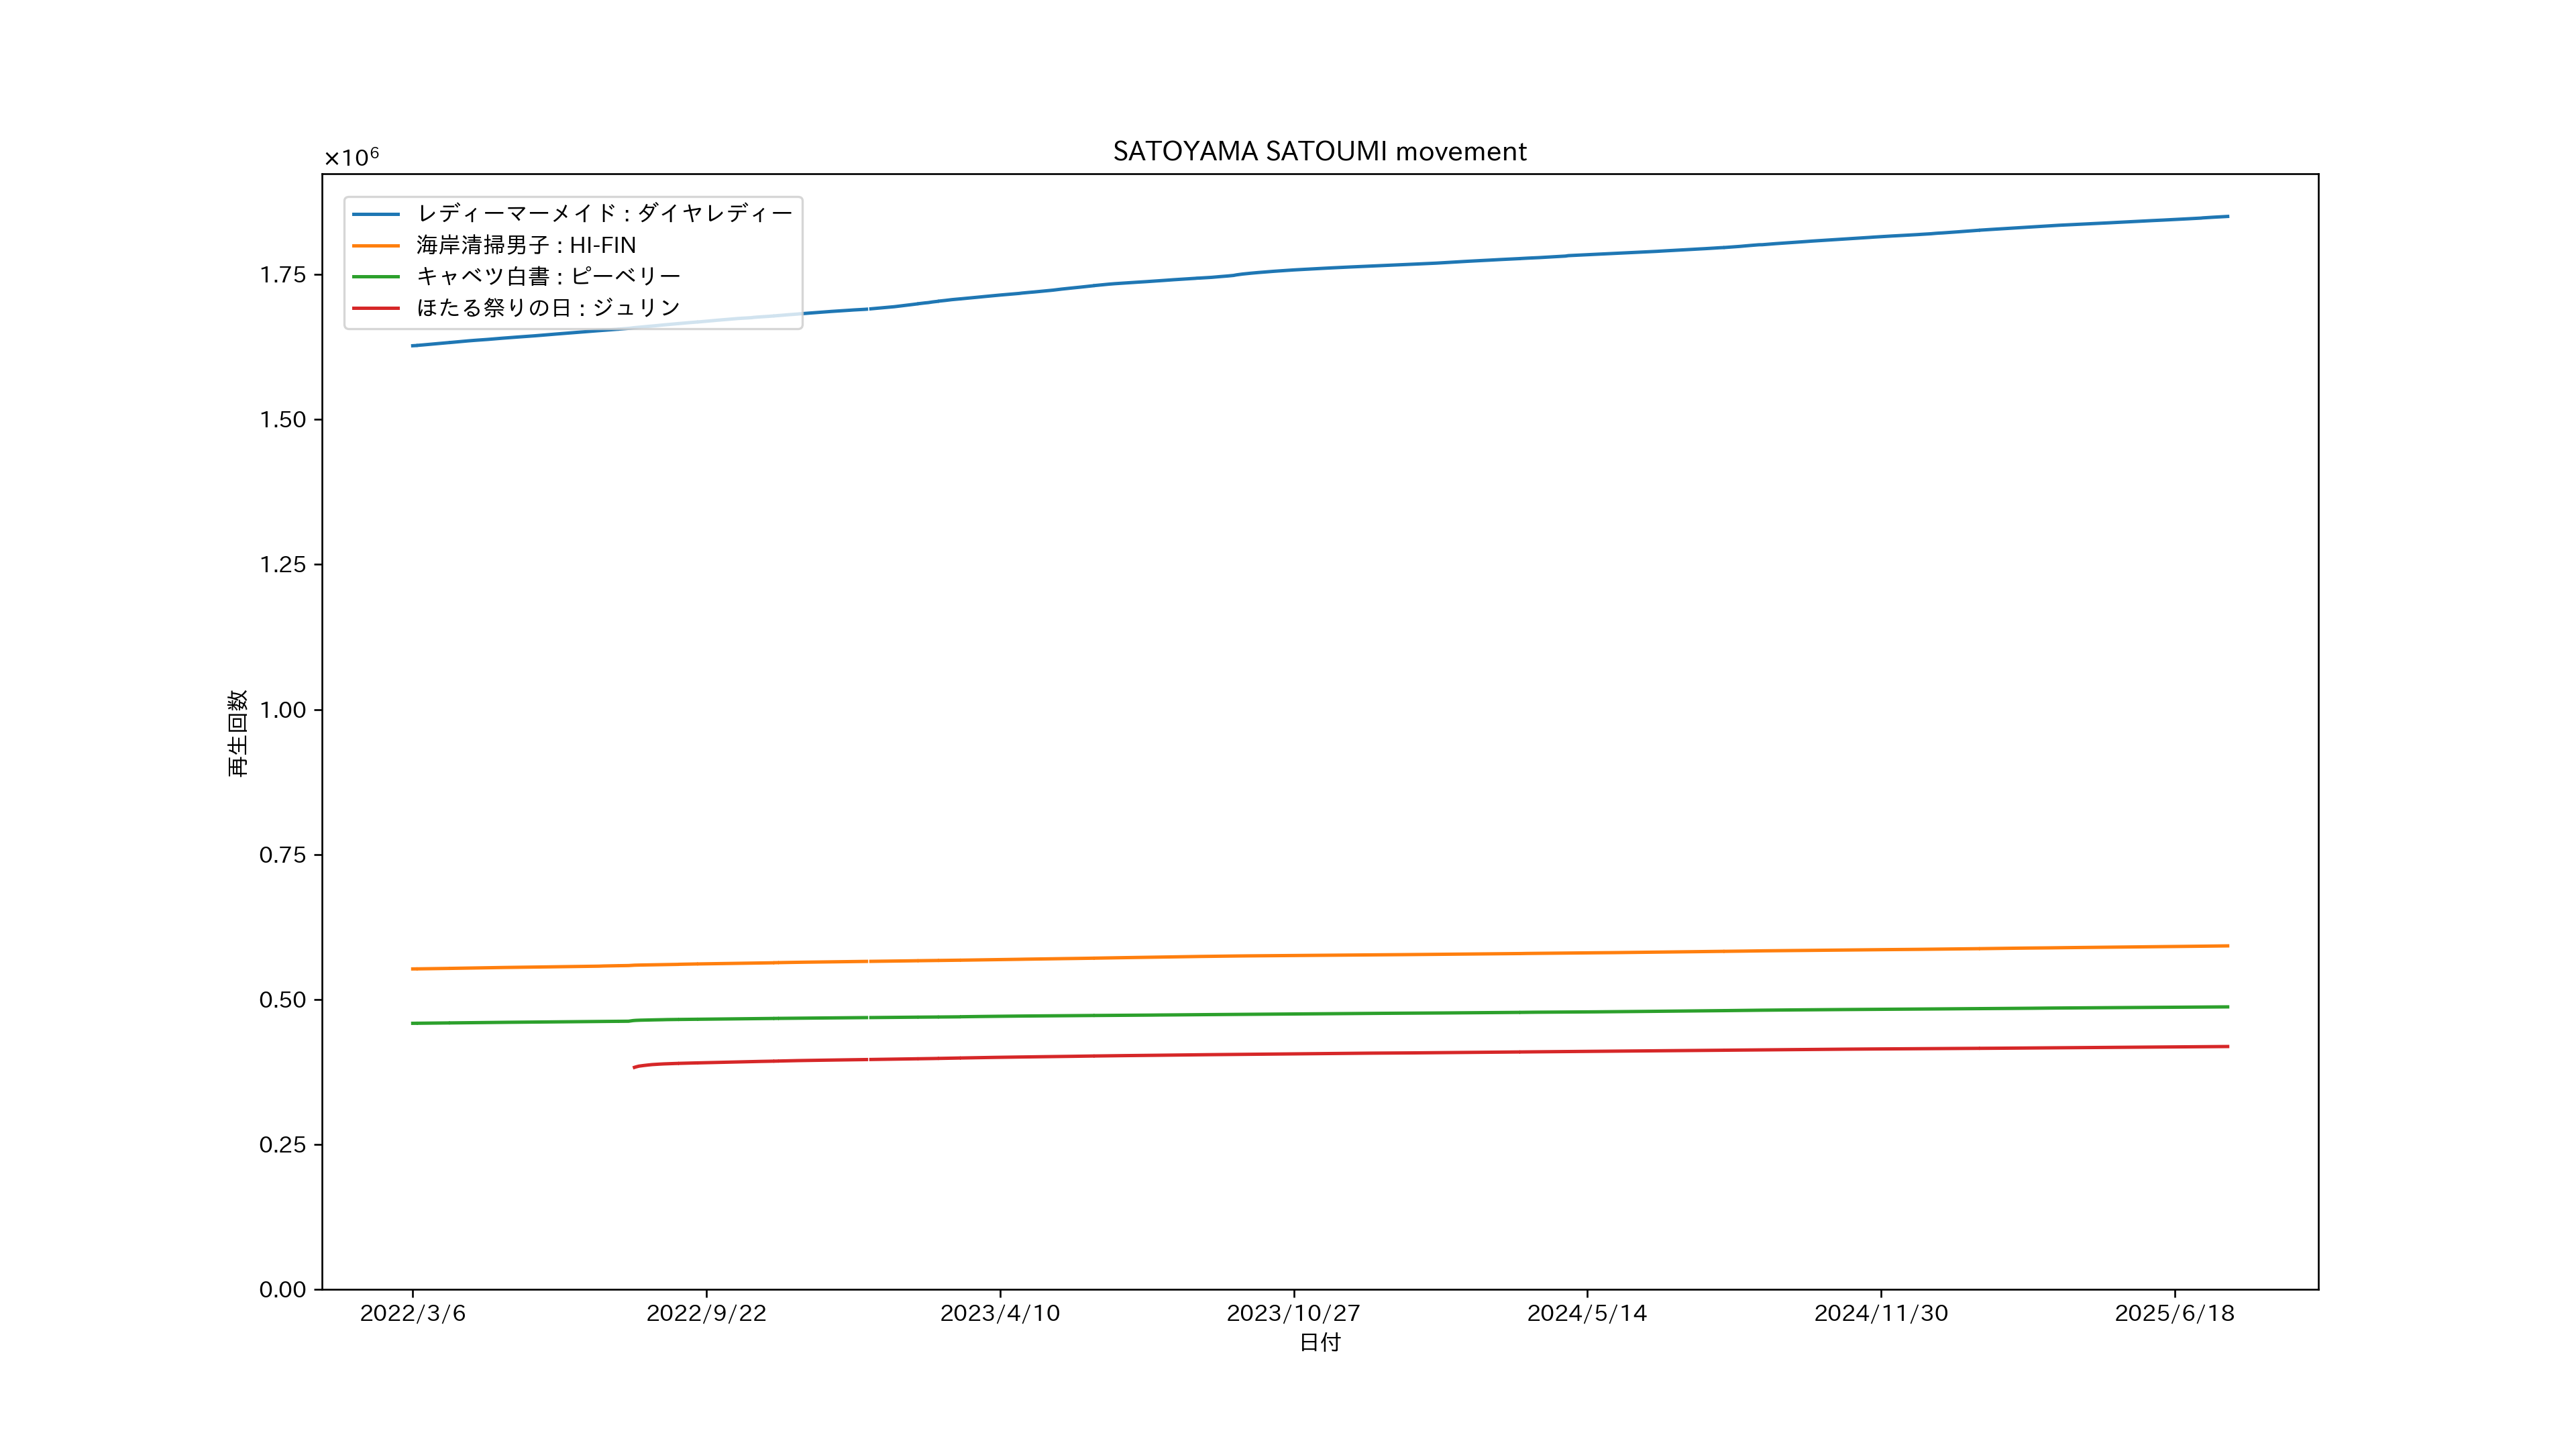 SATOYAMA SATOUMI movement
×10⁶
レディーマーメイド : ダイヤレディー
海岸清掃男子 : HI-FIN
キャベツ白書 : ピーベリー
ほたる祭りの日 : ジュリン
1.75
1.50
1.25
1.00
0.75
0.50
0.25
0.00
再生回数
2022/3/6 2022/9/22 2023/4/10 2023/10/27 2024/5/14 2024/11/30 2025/6/18
日付